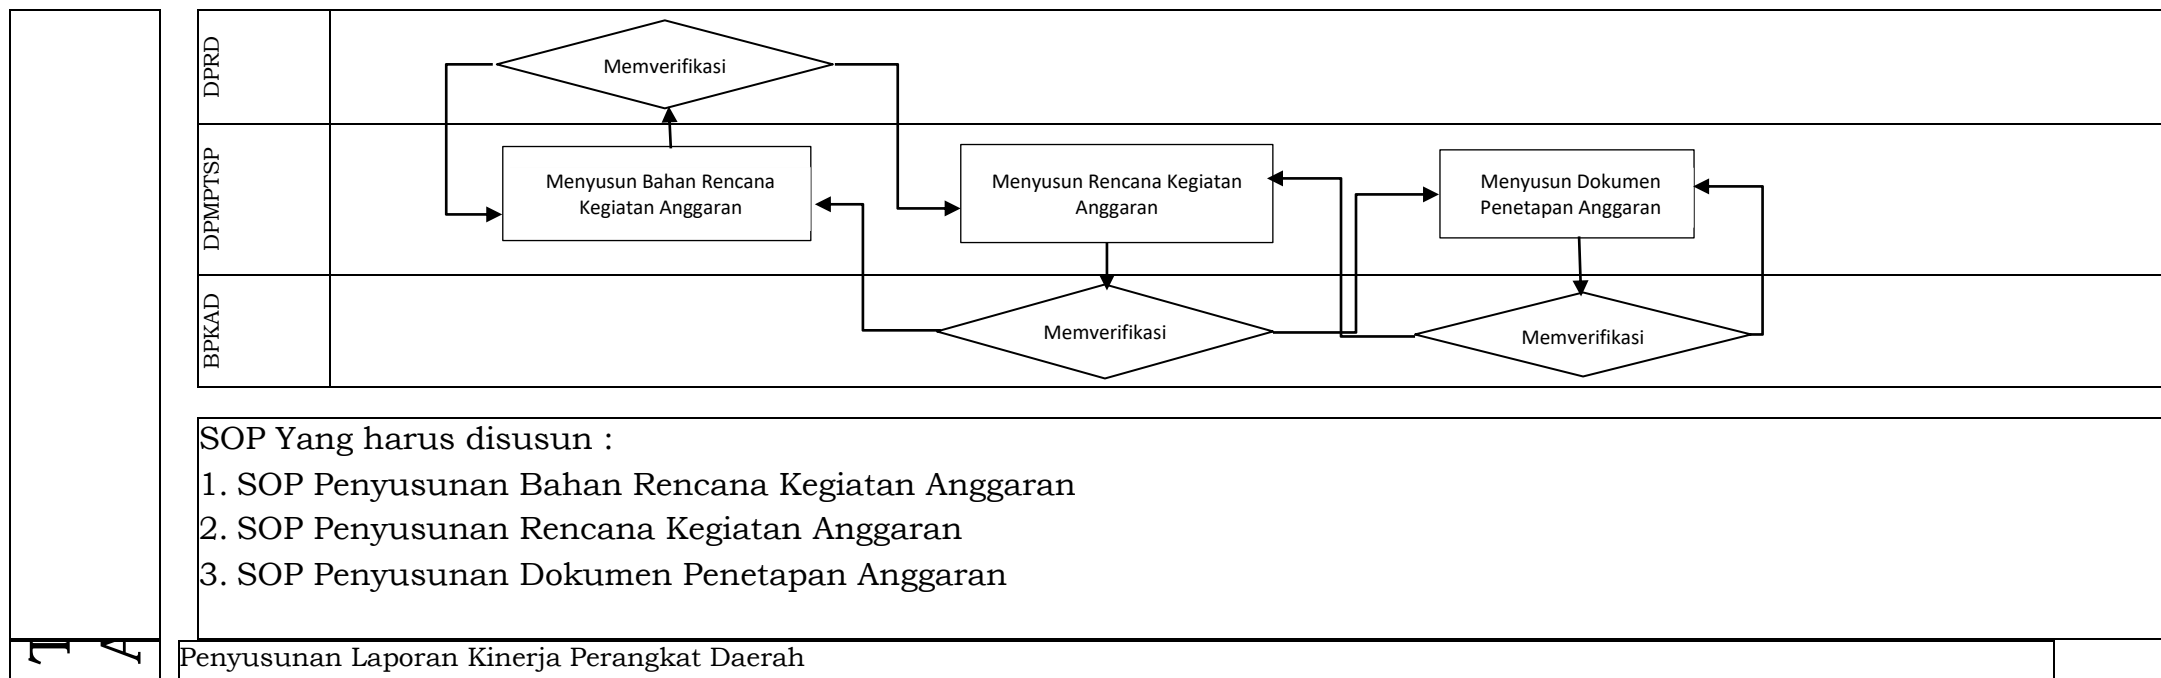 DPRD
Memverifikasi
DPMPTSP
Menyusun Bahan Rencana
Kegiatan Anggaran
Menyusun Rencana Kegiatan
Anggaran
Menyusun Dokumen
Penetapan Anggaran
BPKAD
Memverifikasi
Memverifikasi
SOP Yang harus disusun :
1. SOP Penyusunan Bahan Rencana Kegiatan Anggaran
2. SOP Penyusunan Rencana Kegiatan Anggaran
3. SOP Penyusunan Dokumen Penetapan Anggaran
Penyusunan Laporan Kinerja Perangkat Daerah